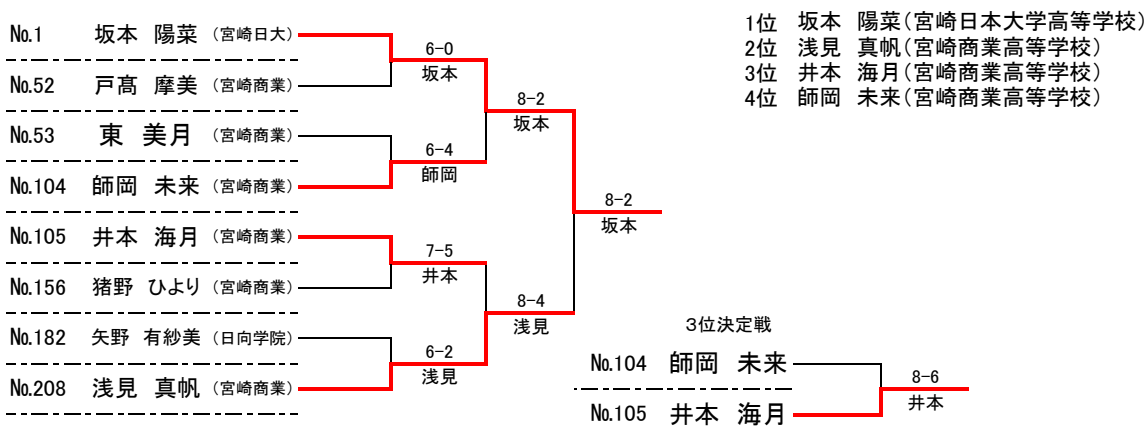 No.1 坂本 陽菜 (宮崎日大)
6-0
坂本
No.52 戸髙 摩美 (宮崎商業)
8-2
坂本
No.53 東 美月 (宮崎商業)
6-4
師岡
No.104 師岡 未来 (宮崎商業)
8-2
坂本
No.105 井本 海月 (宮崎商業)
7-5
井本
No.156 猪野 ひより (宮崎商業)
8-4
浅見
No.182 矢野 有紗美 (日向学院)
6-2
浅見
No.208 浅見 真帆 (宮崎商業)
1位 坂本 陽菜(宮崎日本大学高等学校)
2位 浅見 真帆(宮崎商業高等学校)
3位 井本 海月(宮崎商業高等学校)
4位 師岡 未来(宮崎商業高等学校)
3位決定戦
No.104 師岡 未来
8-6
井本
No.105 井本 海月